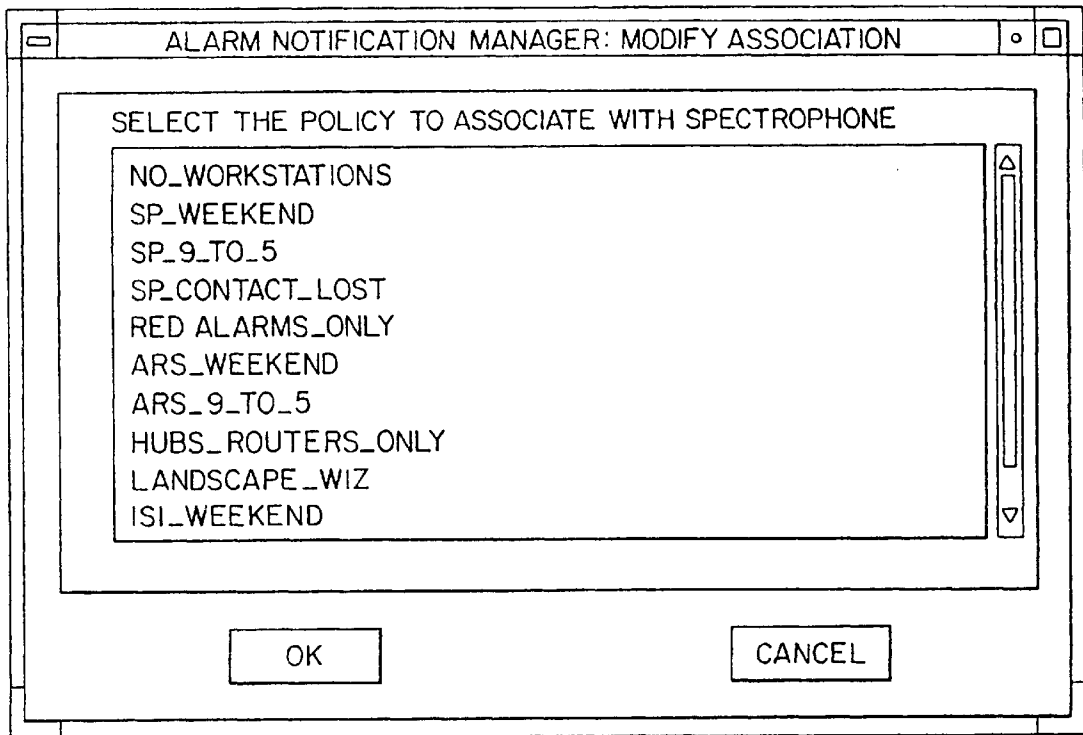 ALARM NOTIFICATION MANAGER: MODIFY ASSOCIATION
SELECT THE POLICY TO ASSOCIATE WITH SPECTROPHONE
NO_WORKSTATIONS
SP_WEEKEND
SP_9_TO_5
SP_CONTACT_LOST
RED ALARMS_ONLY
ARS_WEEKEND
ARS_9_TO_5
HUBS_ROUTERS_ONLY
LANDSCAPE_WIZ
ISI_WEEKEND
OK
CANCEL